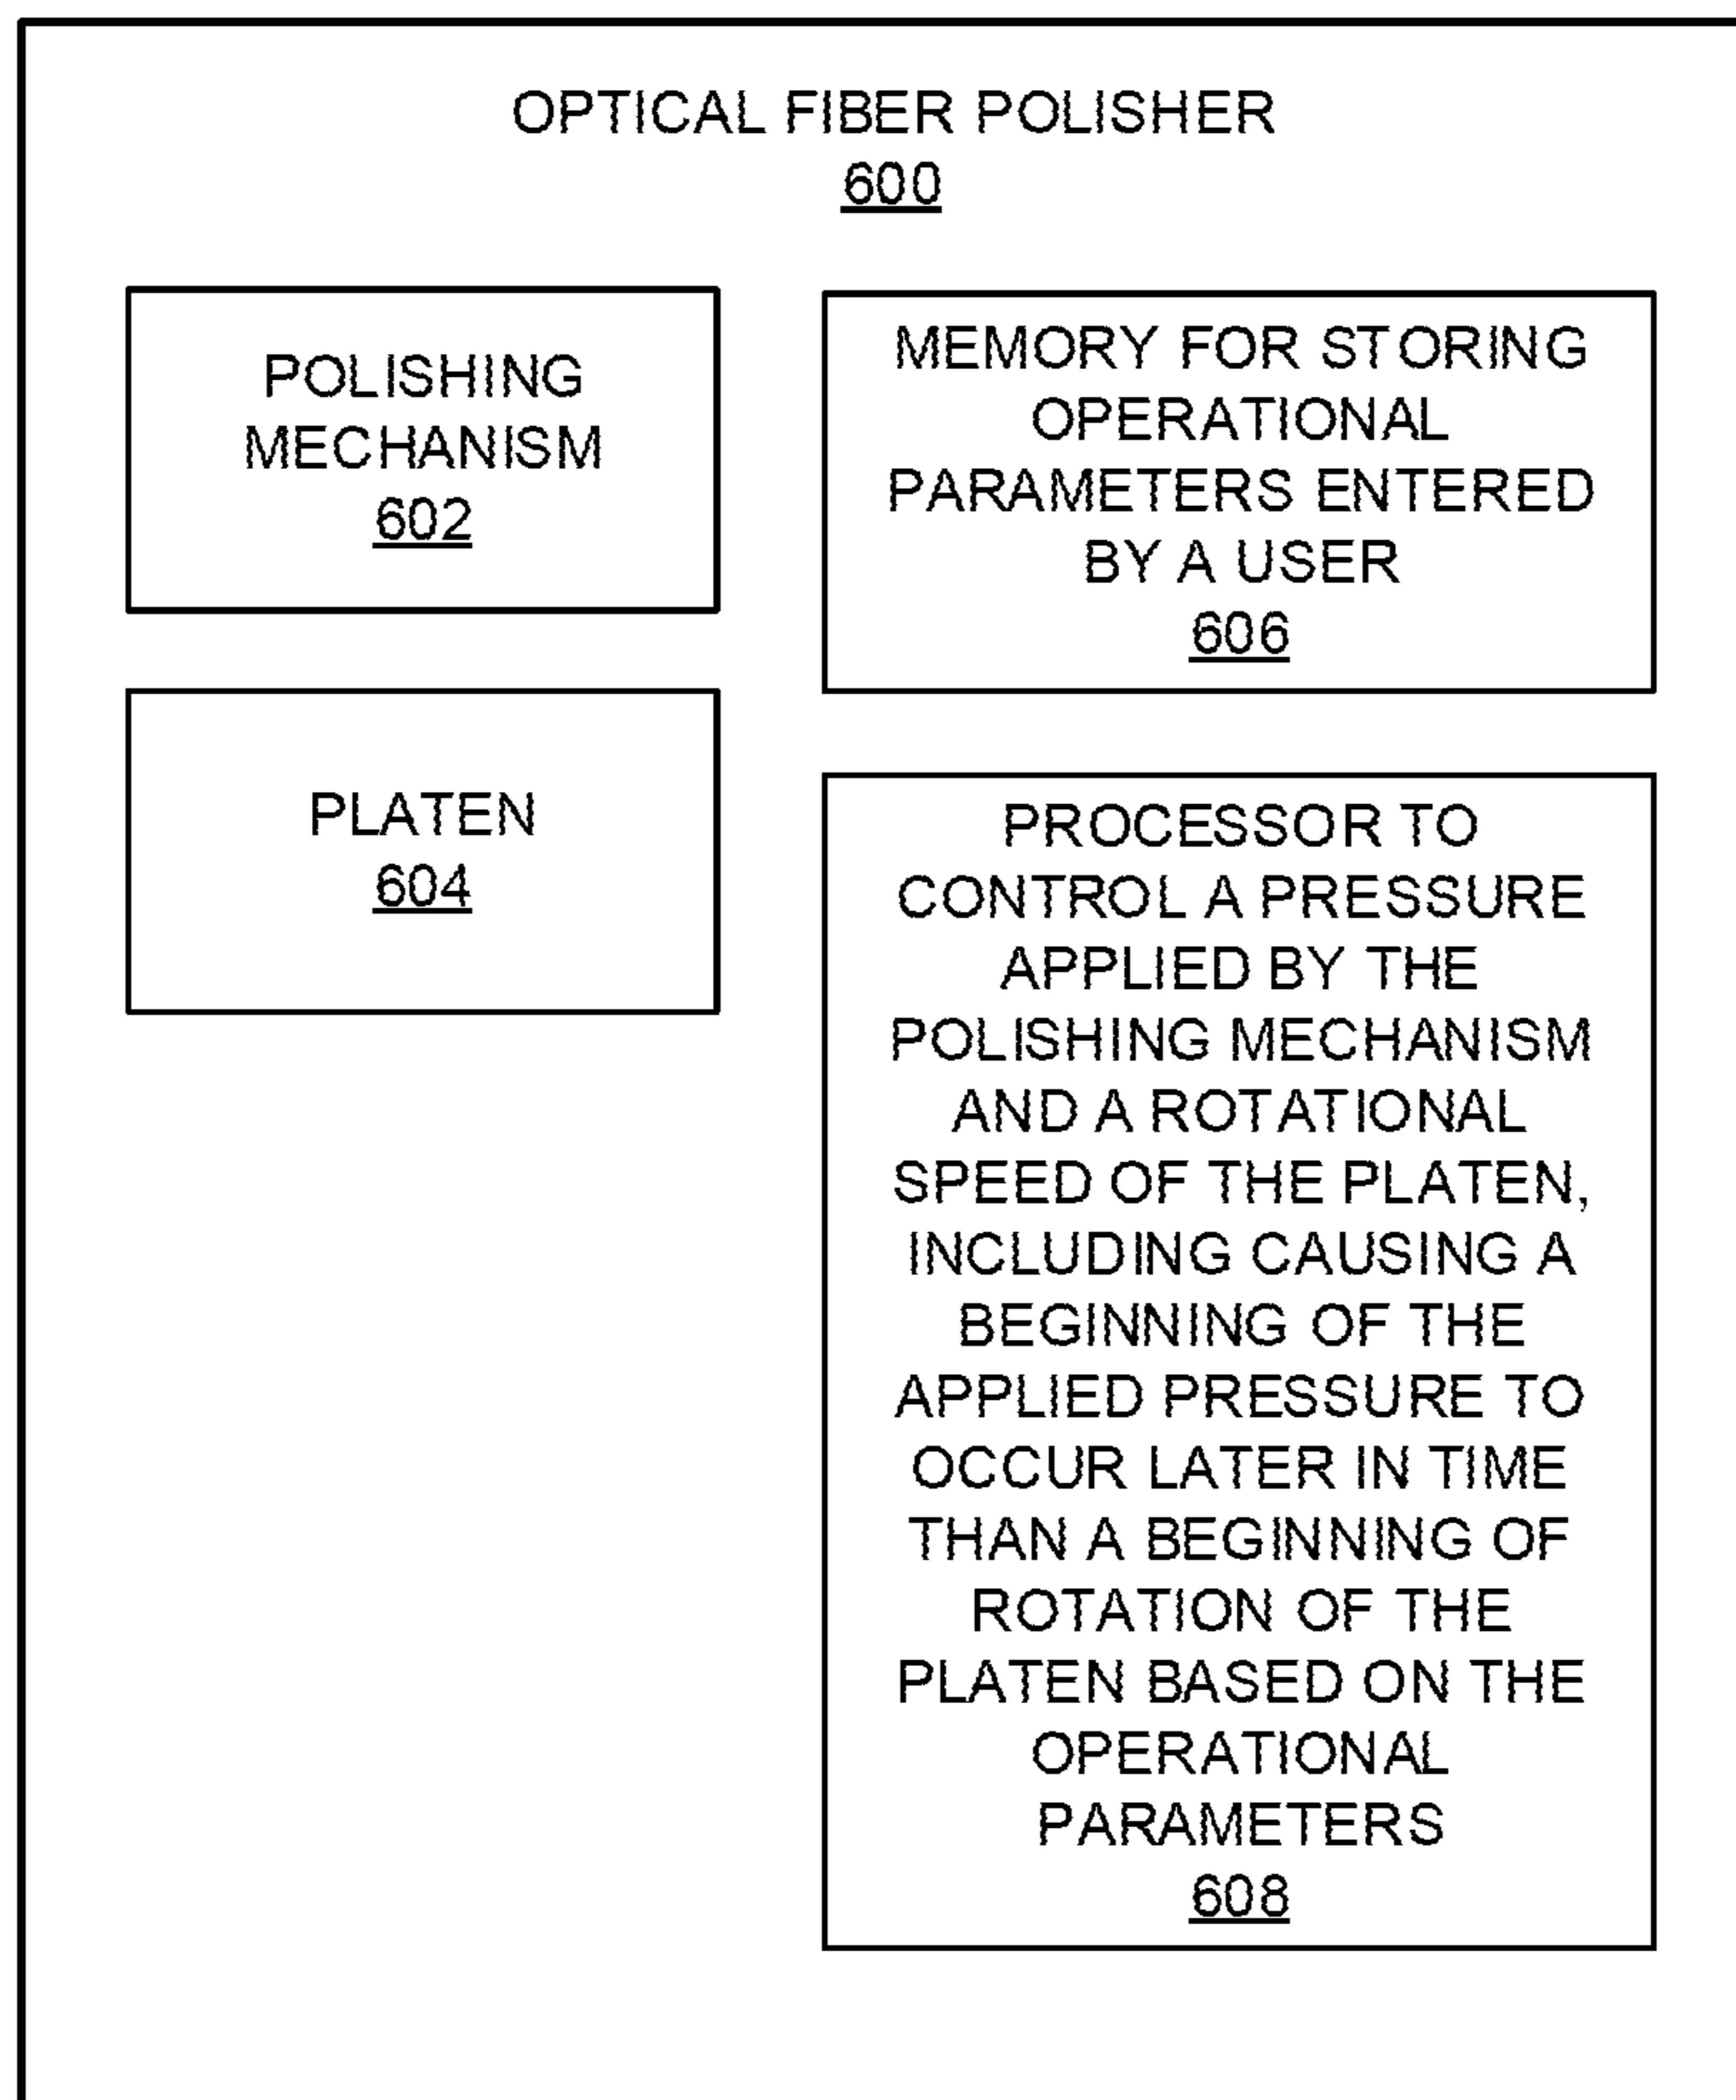 OPTICAL FIBER POLISHER
600
POLISHING
MECHANISM
602
PLATEN
604
MEMORY FOR STORING
OPERATIONAL
PARAMETERS ENTERED
BY A USER
606
PROCESSOR TO
CONTROL A PRESSURE
APPLIED BY THE
POLISHING MECHANISM
AND A ROTATIONAL
SPEED OF THE PLATEN,
INCLUDING CAUSING A
BEGINNING OF THE
APPLIED PRESSURE TO
OCCUR LATER IN TIME
THAN A BEGINNING OF
ROTATION OF THE
PLATEN BASED ON THE
OPERATIONAL
PARAMETERS
608